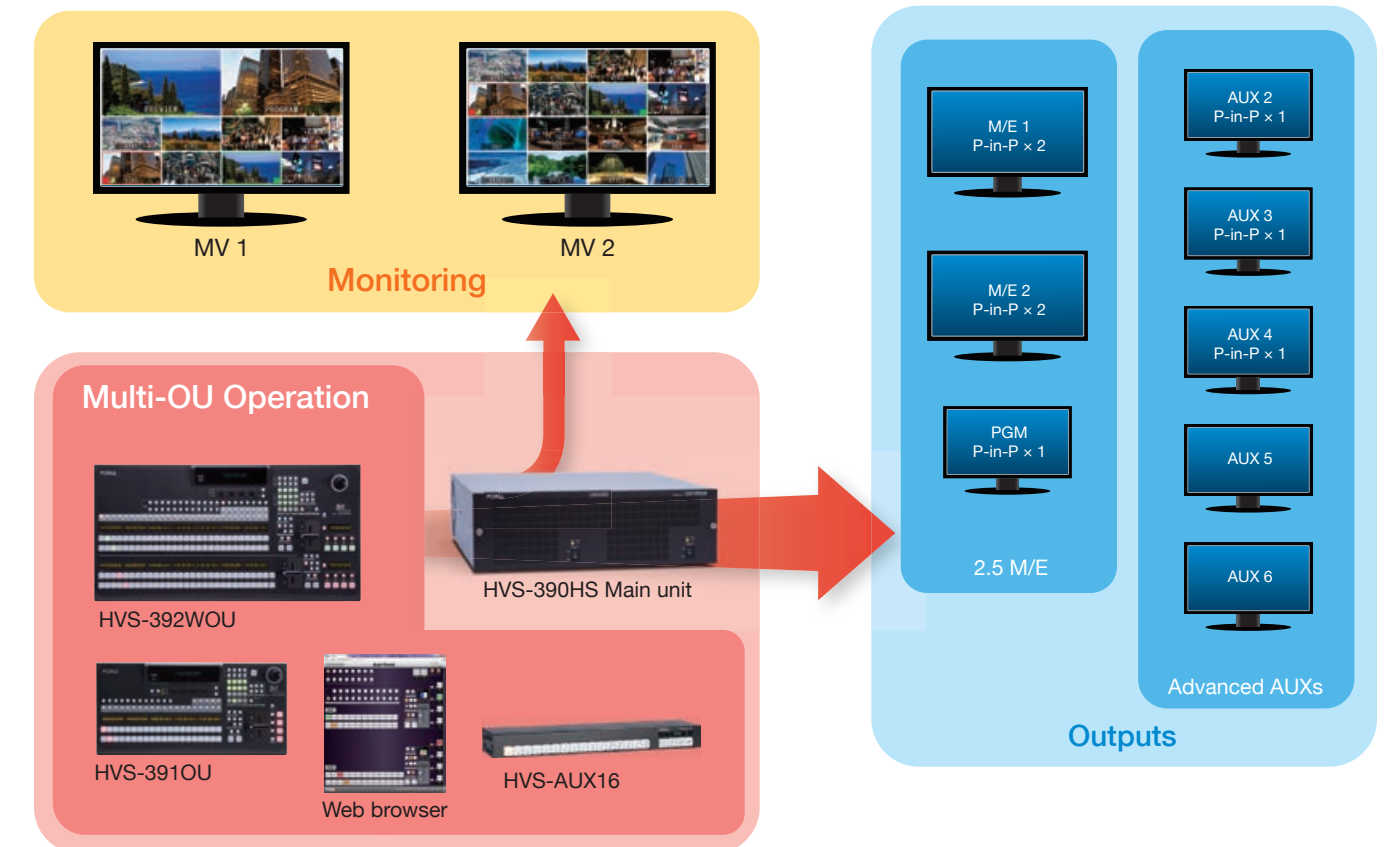 PREVIEW
PROGRAM
MV 1
MV 2
Monitoring
Multi-OU Operation
HVS-392WOU
HVS-390HS Main unit
HVS-391OU
Web browser
HVS-AUX16
M/E 1
P-in-P × 2
M/E 2
P-in-P × 2
PGM
P-in-P × 1
2.5 M/E
AUX 2
P-in-P × 1
AUX 3
P-in-P × 1
AUX 4
P-in-P × 1
AUX 5
AUX 6
Advanced AUXs
Outputs